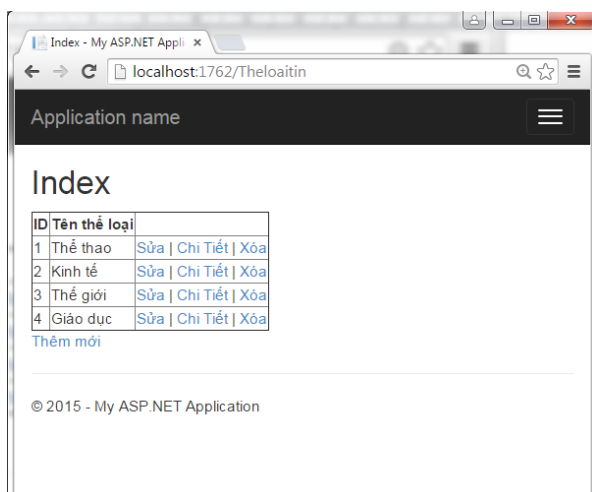 Index - My ASP.NET Appli
localhost:1762/Theloaitin
Application name
Index
ID Tên thể loại
1 Thể thao Sửa | Chi Tiết | Xóa
2 Kinh tế Sửa | Chi Tiết | Xóa
3 Thế giới Sửa | Chi Tiết | Xóa
4 Giáo dục Sửa | Chi Tiết | Xóa
Thêm mới
© 2015 - My ASP.NET Application